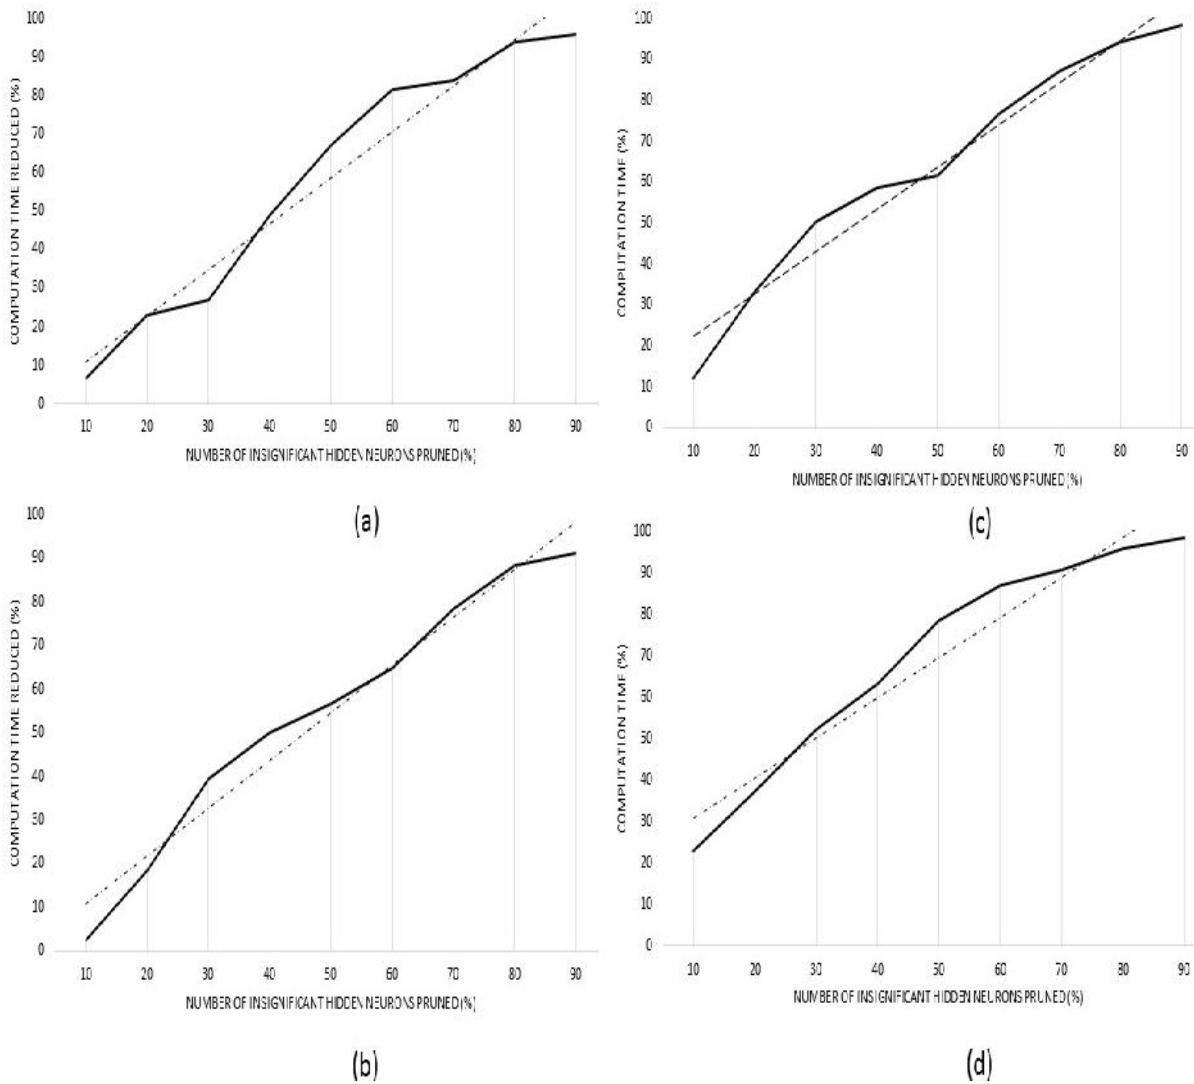 100
90
80
70
60
50
40
30
20
10
0
COMPUTATION TIME REDUCED (%)
10 20 30 40 50 60 70 80 90
NUMBER OF INSIGNIFICANT HIDDEN NEURONS PRUNED (%)
(a)
100
90
80
70
60
50
40
30
20
10
0
COMPUTATION TIME (%)
10 20 30 40 50 60 70 80 90
NUMBER OF INSIGNIFICANT HIDDEN NEURONS PRUNED (%)
(c)
100
90
80
70
60
50
40
30
20
10
0
COMPUTATION TIME REDUCED (%)
10 20 30 40 50 60 70 80 90
NUMBER OF INSIGNIFICANT HIDDEN NEURONS PRUNED (%)
(b)
100
90
80
70
60
50
40
30
20
10
0
COMPUTATION TIME (%)
10 20 30 40 50 60 70 80 90
NUMBER OF INSIGNIFICANT HIDDEN NEURONS PRUNED (%)
(d)